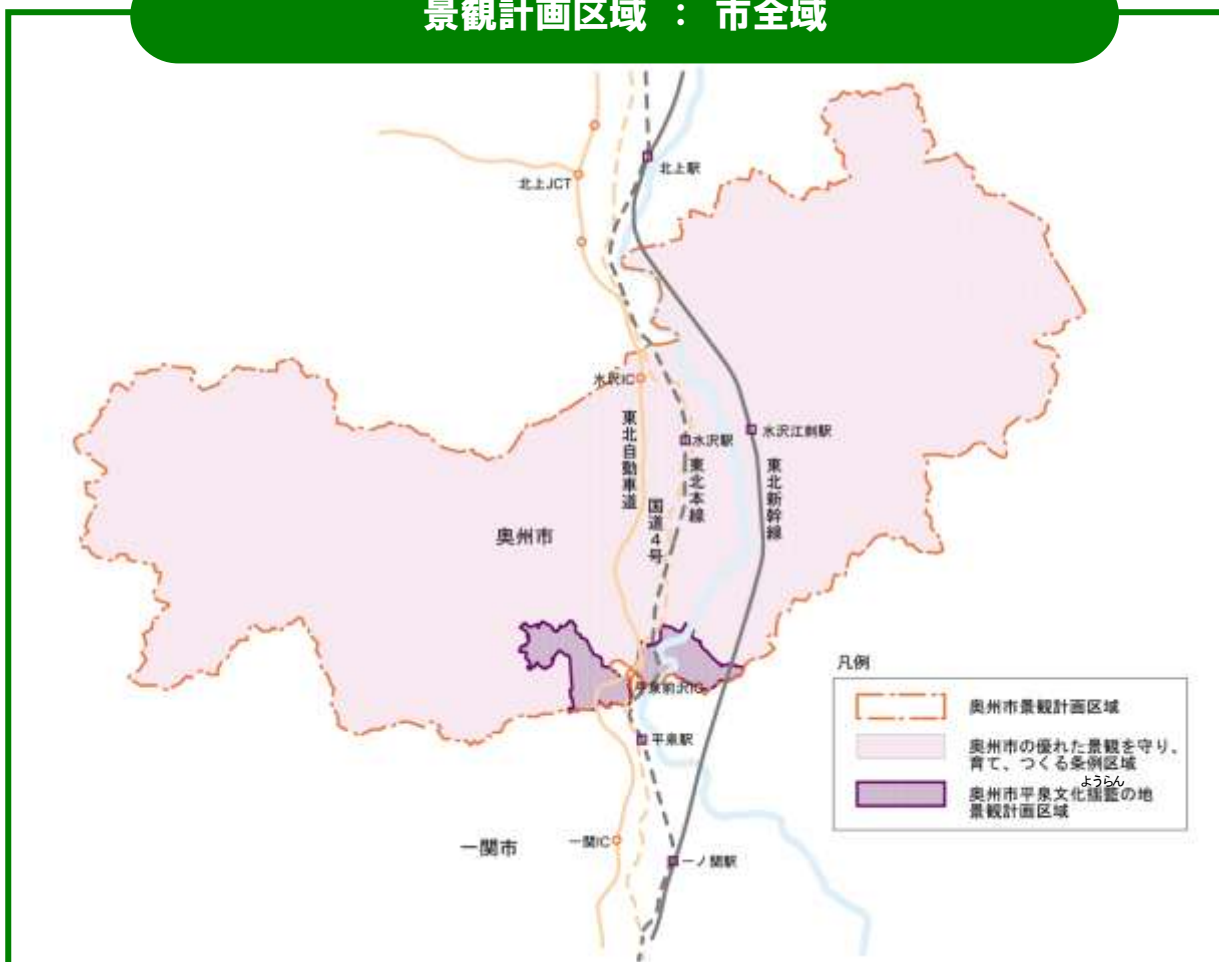 景観計画区域 ： 市全域
北上JCT
北上駅
水沢IC
水沢駅
水沢江刺駅
東北自動車道
国道4号
東北本線
東北新幹線
奥州市
平泉前沢IC
平泉駅
一関市
一関IC
一ノ関駅
凡例
奥州市景観計画区域
奥州市の優れた景観を守り、
育て、つくる条例区域
ようらん
奥州市平泉文化揺籃の地
景観計画区域